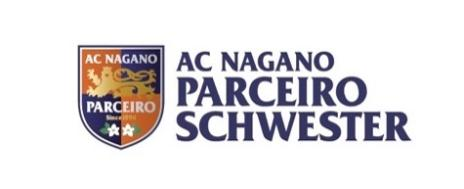 AC NAGANO
PARCEIRO
Since 1990
AC NAGANO
PARCEIRO
SCHWESTER